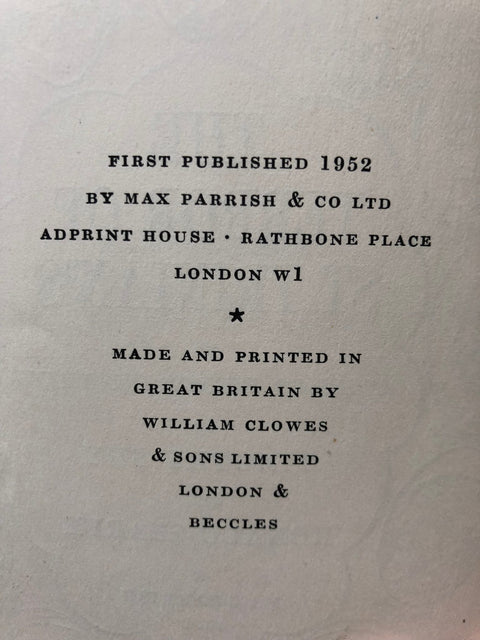 FIRST PUBLISHED 1952
BY MAX PARRISH & CO LTD
ADPRINT HOUSE · RATHBONE PLACE
LONDON W1
★
MADE AND PRINTED IN
GREAT BRITAIN BY
WILLIAM CLOWES
& SONS LIMITED
LONDON &
BECCLES